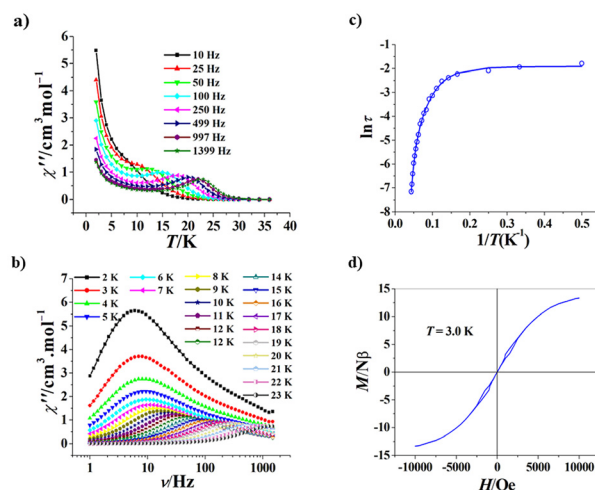 a)
χ''/cm³mol⁻¹
6
5
4
3
2
1
0
10 Hz
25 Hz
50 Hz
100 Hz
250 Hz
499 Hz
997 Hz
1399 Hz
0 5 10 15 20 25 30 35 40
T/K
b)
χ''/cm³.mol⁻¹
7
6
5
4
3
2
1
0
2 K 6 K 8 K 14 K
3 K 7 K 9 K 15 K
4 K 10 K 16 K
5 K 11 K 17 K
12 K 18 K
12 K 19 K
20 K
21 K
22 K
23 K
1 10 100 1000
ν/Hz
c)
lnτ
-1
-2
-3
-4
-5
-6
-7
-8
0.0 0.1 0.2 0.3 0.4 0.5
1/T(K⁻¹)
d)
M/Nβ
15
10
5
0
-5
-10
-15
T = 3.0 K
-10000 -5000 0 5000 10000
H/Oe